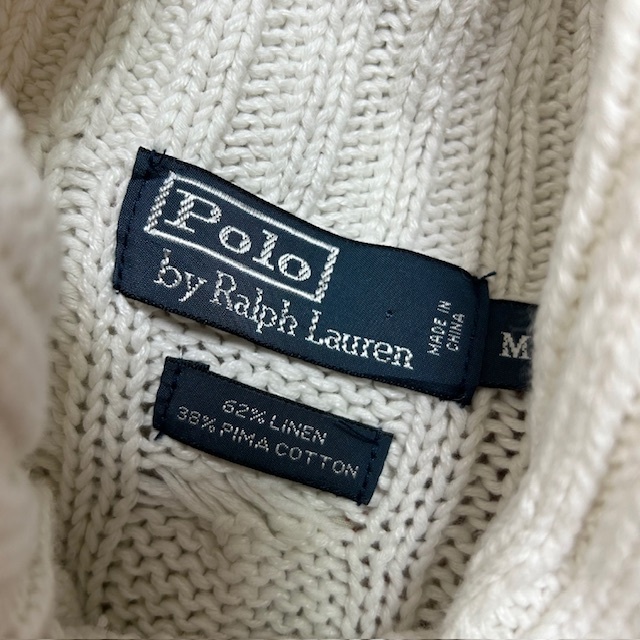 Polo
by Ralph Lauren
MADE IN
CHINA
M
62% LINEN
38% PIMA COTTON